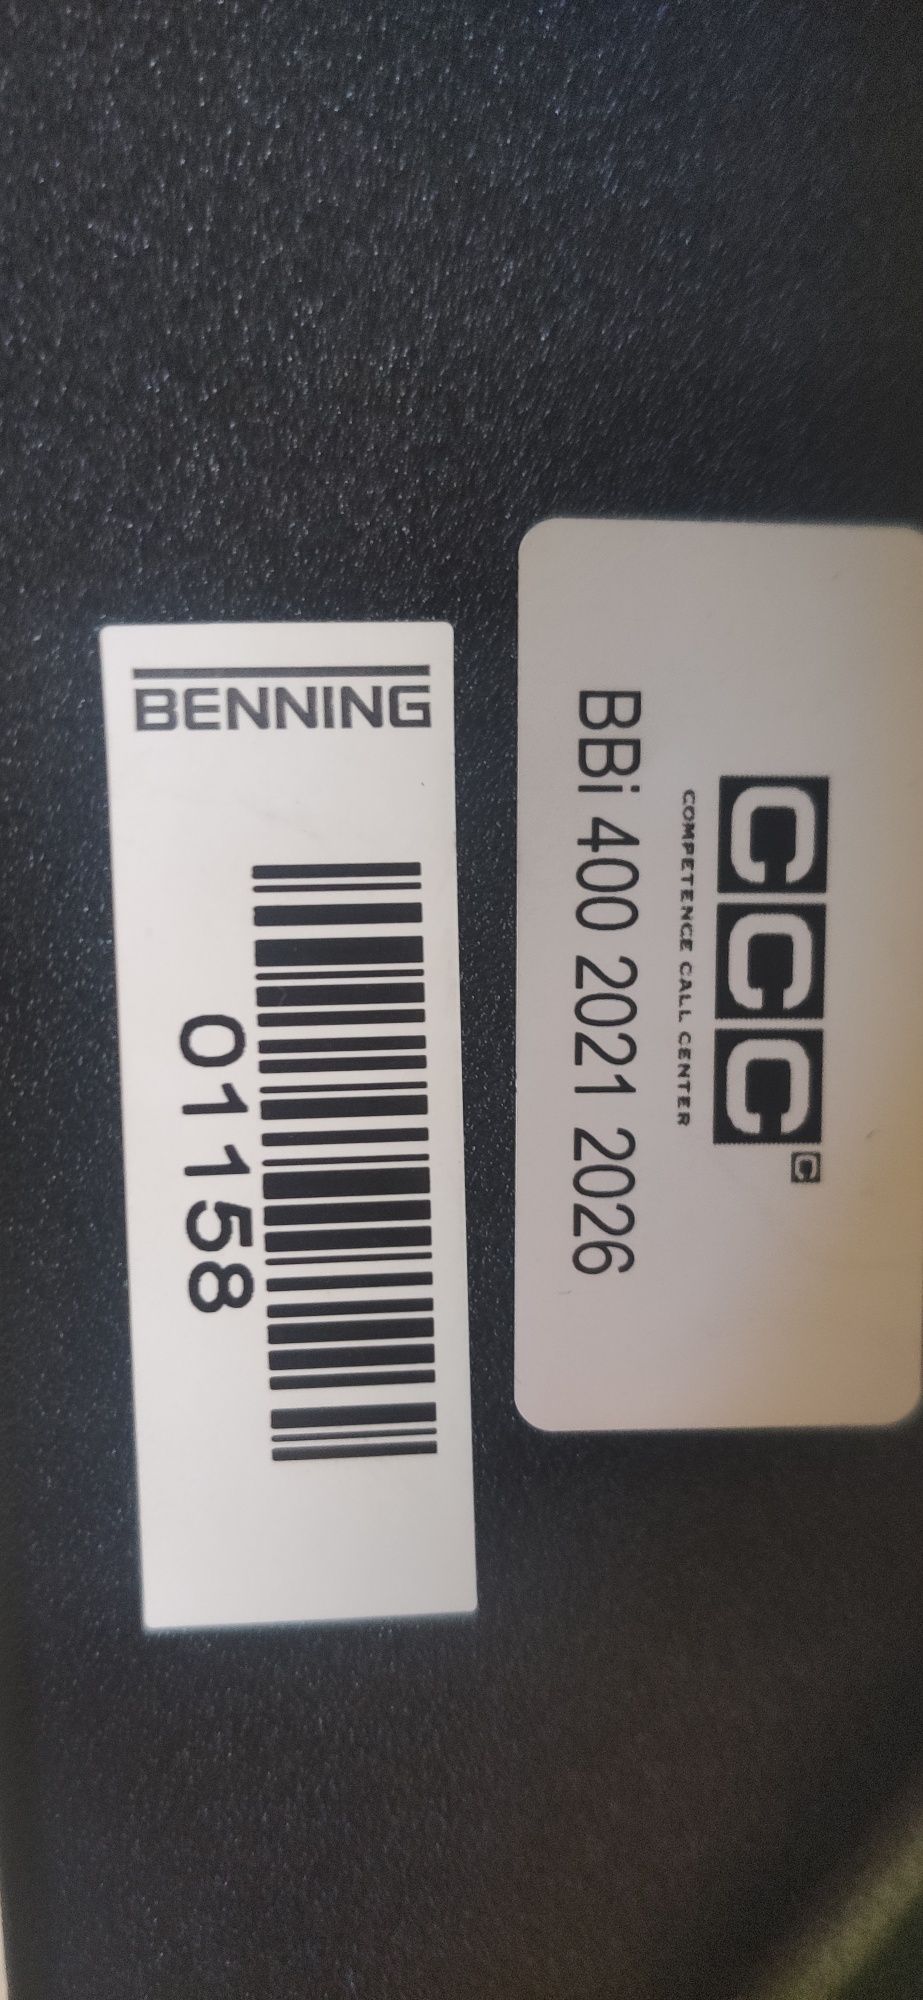 CCC C
COMPETENCE CALL CENTER
BBi 400 2021 2026
BENNING
01158